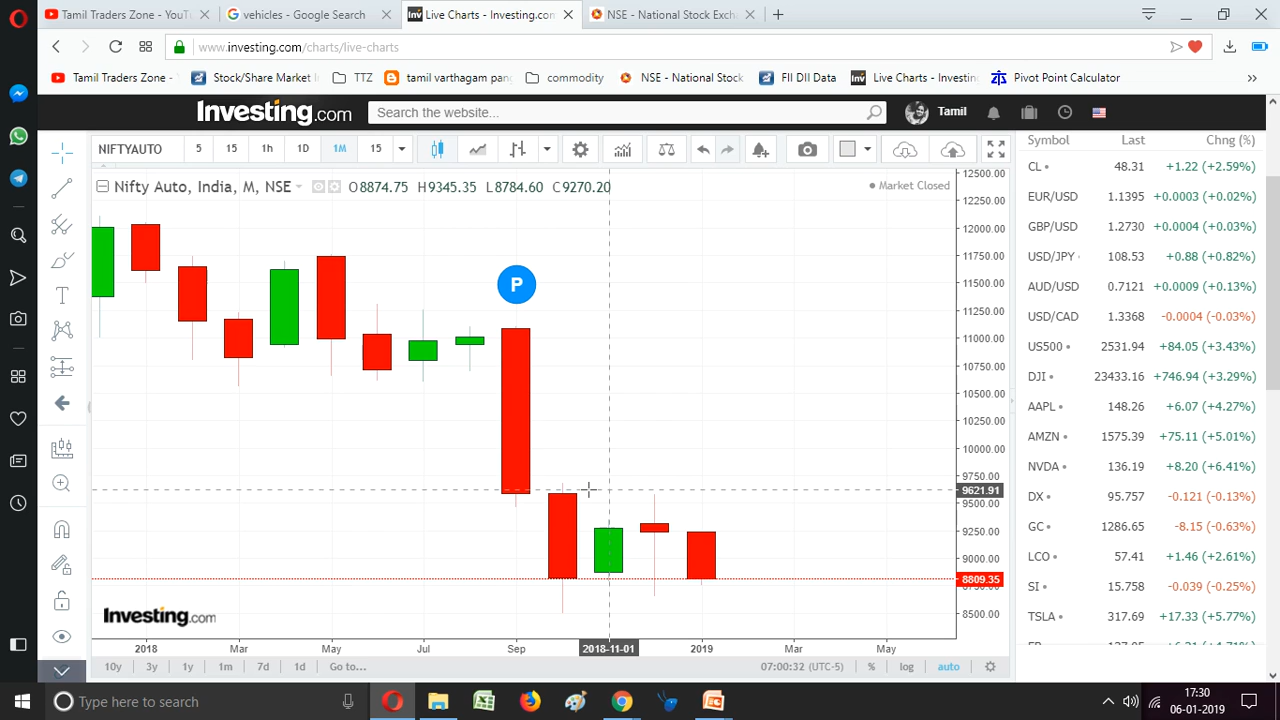 Tamil Traders Zone - YouTu
vehicles - Google Search
Live Charts - Investing.com
NSE - National Stock Exch
www.investing.com/charts/live-charts
Tamil Traders Zone -
Stock/Share Market I
TTZ
tamil varthagam pan
commodity
NSE - National Stock
FII DII Data
Live Charts - Investin
Pivot Point Calculator
Investing.com
Search the website...
Tamil
NIFTYAUTO 5 15 1h 1D 1M 15
Nifty Auto, India, M, NSE O8874.75 H9345.35 L8784.60 C9270.20
Market Closed
P
12500.00
12250.00
12000.00
11750.00
11500.00
11250.00
11000.00
10750.00
10500.00
10250.00
10000.00
9750.00
9621.91
9500.00
9250.00
9000.00
8809.35
8500.00
Investing.com
2018 Mar May Jul Sep 2018-11-01 2019 Mar May
10y 3y 1y 1m 7d 1d Go to... 07:00:32 (UTC-5) % log auto
Symbol Last Chng (%)
CL 48.31 +1.22 (+2.59%)
EUR/USD 1.1395 +0.0003 (+0.02%)
GBP/USD 1.2730 +0.0004 (+0.03%)
USD/JPY 108.53 +0.88 (+0.82%)
AUD/USD 0.7121 +0.0009 (+0.13%)
USD/CAD 1.3368 -0.0004 (-0.03%)
US500 2531.94 +84.05 (+3.43%)
DJI 23433.16 +746.94 (+3.29%)
AAPL 148.26 +6.07 (+4.27%)
AMZN 1575.39 +75.11 (+5.01%)
NVDA 136.19 +8.20 (+6.41%)
DX 95.757 -0.121 (-0.13%)
GC 1286.65 -8.15 (-0.63%)
LCO 57.41 +1.46 (+2.61%)
SI 15.758 -0.039 (-0.25%)
TSLA 317.69 +17.33 (+5.77%)
Type here to search
17:30
06-01-2019